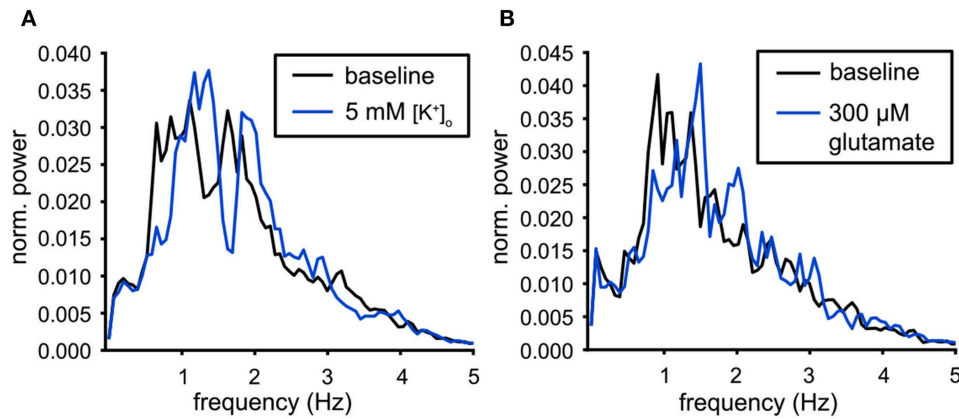 A
norm. power
0.040
0.035
0.030
0.025
0.020
0.015
0.010
0.005
0.000
baseline
5 mM [K⁺]ₒ
1 2 3 4 5
frequency (Hz)
B
norm. power
0.045
0.040
0.035
0.030
0.025
0.020
0.015
0.010
0.005
0.000
baseline
300 µM
glutamate
1 2 3 4 5
frequency (Hz)